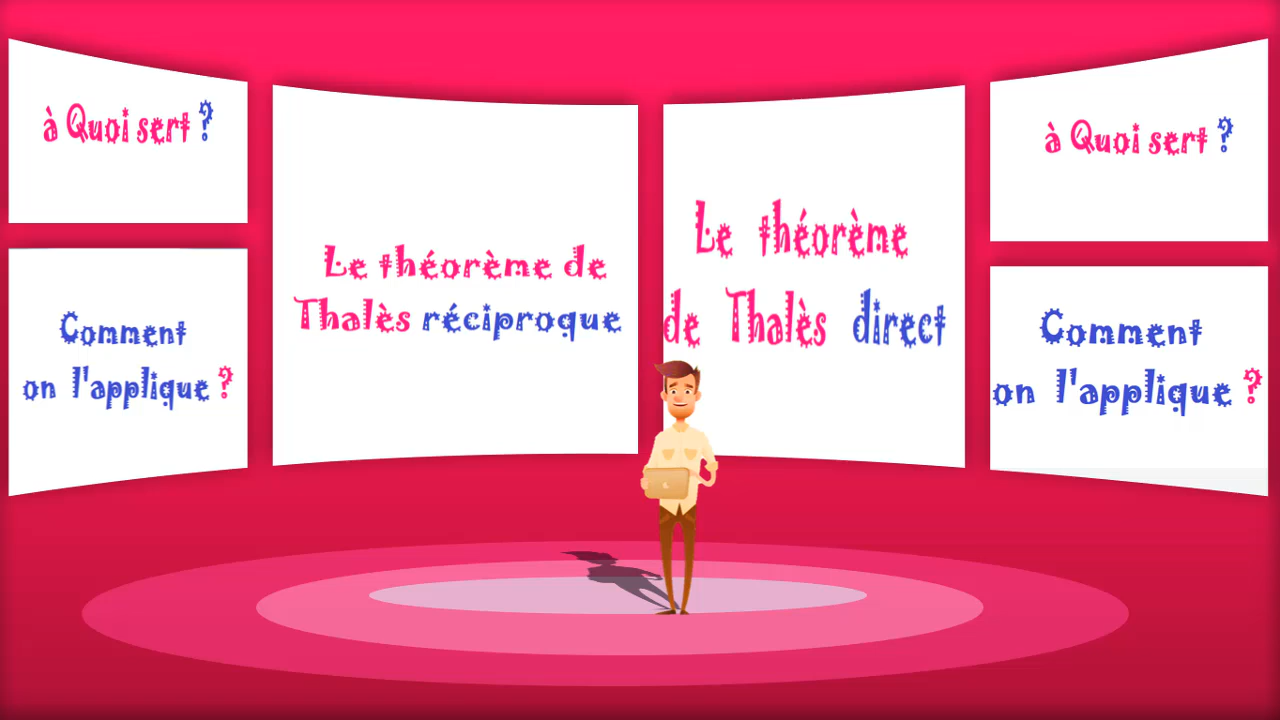 à Quoi sert ?
Comment
on l'applique ?
Le théorème de
Thalès réciproque
Le théorème
de Thalès direct
à Quoi sert ?
Comment
on l'applique ?